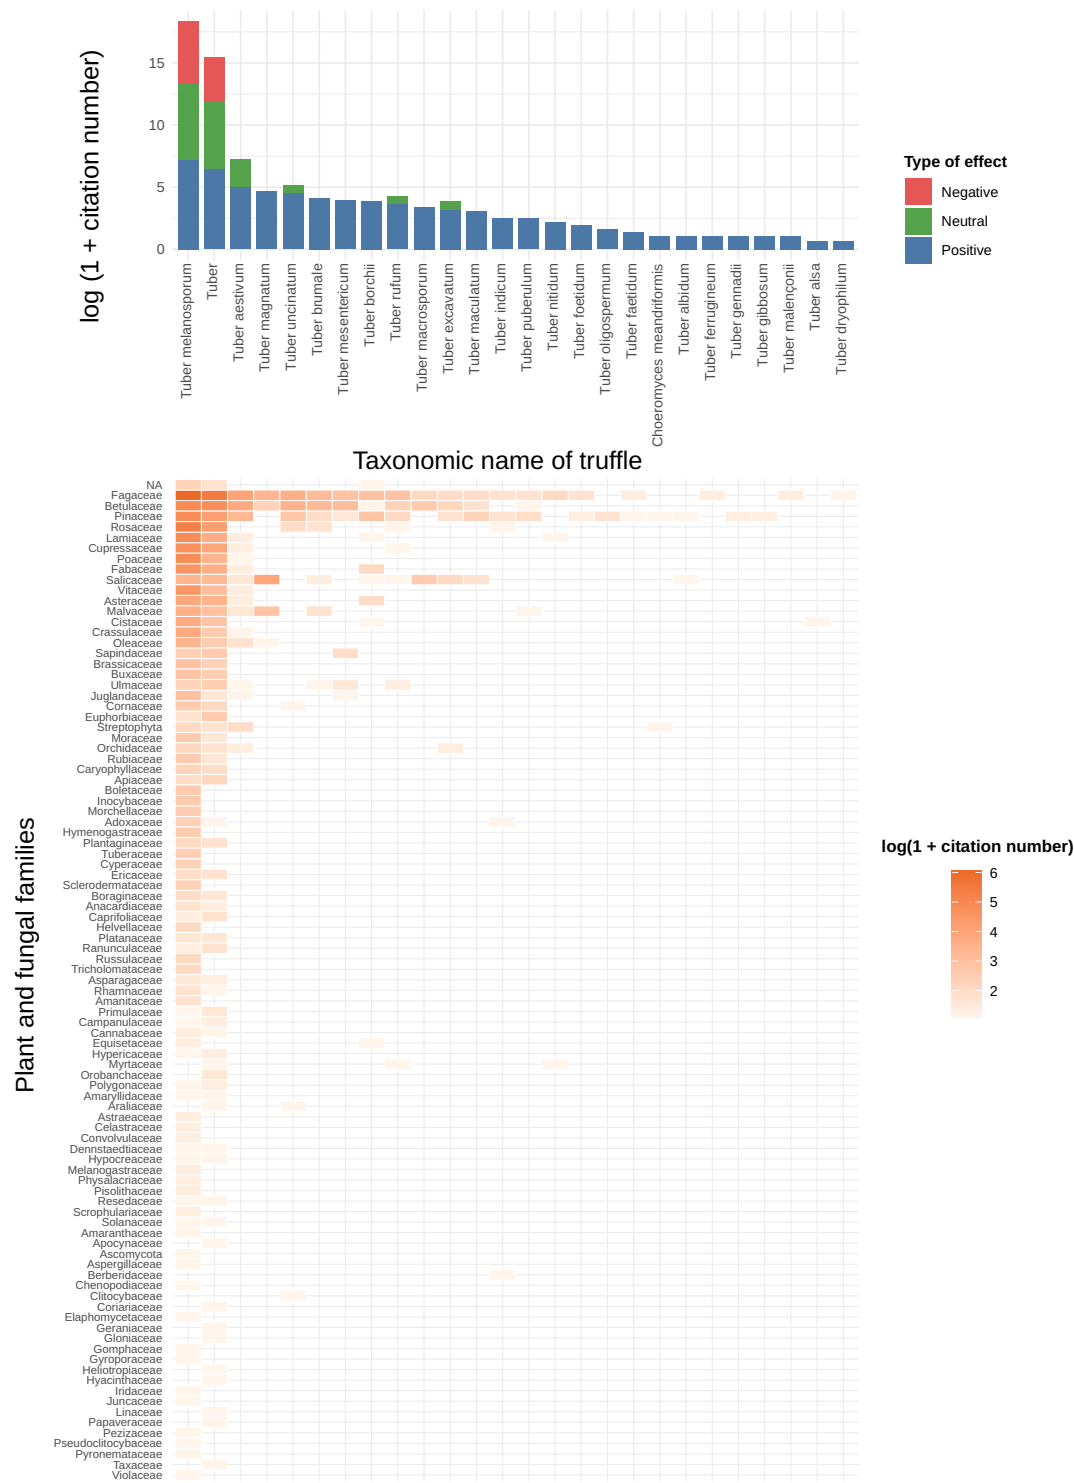 log (1 + citation number)
15
10
5
0
Tuber melanosporum
Tuber
Tuber aestivum
Tuber magnatum
Tuber uncinatum
Tuber brumale
Tuber mesentericum
Tuber borchii
Tuber rufum
Tuber macrosporum
Tuber excavatum
Tuber maculatum
Tuber indicum
Tuber puberulum
Tuber nitidum
Tuber foetidum
Tuber oligospermum
Tuber faetidum
Choeromyces meandriformis
Tuber albidum
Tuber ferrugineum
Tuber gennadii
Tuber gibbosum
Tuber malençonii
Tuber alsa
Tuber dryophilum
Taxonomic name of truffle
Type of effect
Negative
Neutral
Positive
Plant and fungal families
NA
Fagaceae
Betulaceae
Pinaceae
Rosaceae
Lamiaceae
Cupressaceae
Poaceae
Fabaceae
Salicaceae
Vitaceae
Asteraceae
Malvaceae
Cistaceae
Crassulaceae
Oleaceae
Sapindaceae
Brassicaceae
Buxaceae
Ulmaceae
Juglandaceae
Cornaceae
Euphorbiaceae
Streptophyta
Moraceae
Orchidaceae
Rubiaceae
Caryophyllaceae
Apiaceae
Boletaceae
Inocybaceae
Morchellaceae
Adoxaceae
Hymenogastraceae
Plantaginaceae
Tuberaceae
Cyperaceae
Ericaceae
Sclerodermataceae
Boraginaceae
Anacardiaceae
Caprifoliaceae
Helvellaceae
Platanaceae
Ranunculaceae
Russulaceae
Tricholomataceae
Asparagaceae
Rhamnaceae
Amanitaceae
Primulaceae
Campanulaceae
Cannabaceae
Equisetaceae
Hypericaceae
Myrtaceae
Orobanchaceae
Polygonaceae
Amaryllidaceae
Araliaceae
Astraeaceae
Celastraceae
Convolvulaceae
Dennstaedtiaceae
Hypocreaceae
Melanogastraceae
Physalacriaceae
Pisolithaceae
Resedaceae
Scrophulariaceae
Solanaceae
Amaranthaceae
Apocynaceae
Ascomycota
Aspergillaceae
Berberidaceae
Chenopodiaceae
Clitocybaceae
Coriariaceae
Elaphomycetaceae
Geraniaceae
Gloniaceae
Gomphaceae
Gyroporaceae
Heliotropiaceae
Hyacinthaceae
Iridaceae
Juncaceae
Linaceae
Papaveraceae
Pezizaceae
Pseudoclitocybaceae
Pyronemataceae
Taxaceae
Violaceae
log(1 + citation number)
6
5
4
3
2